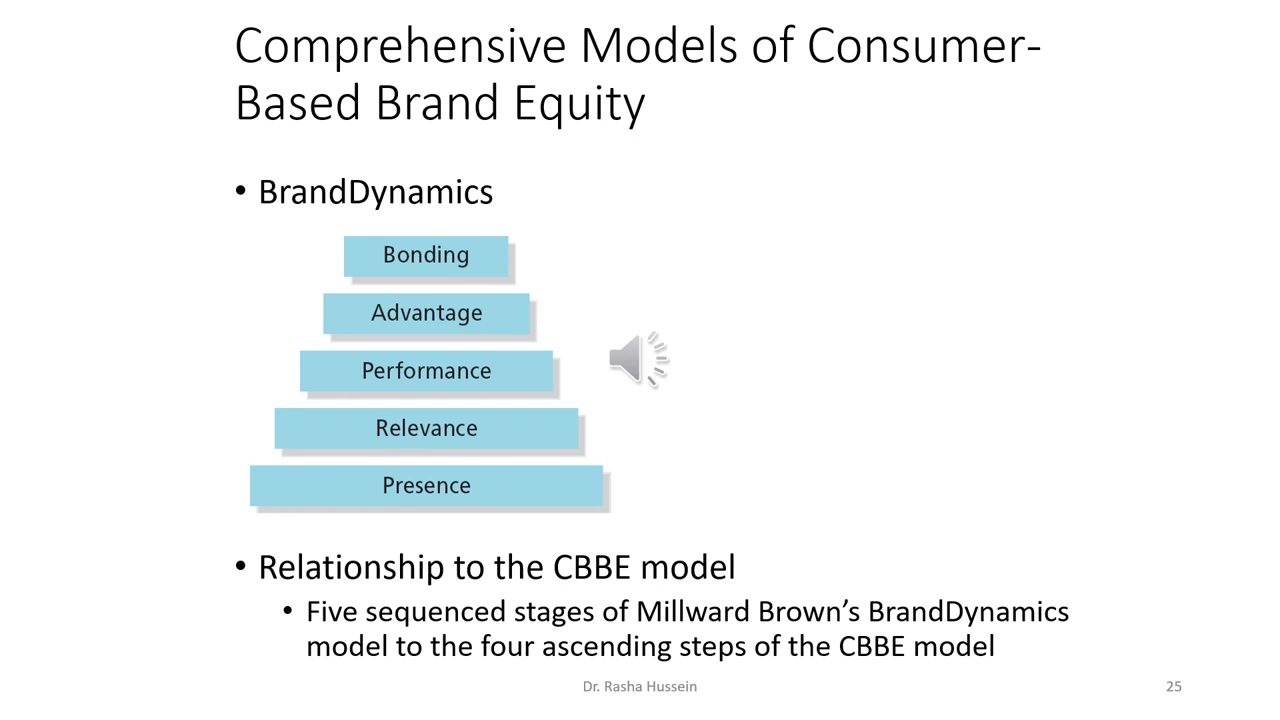 Comprehensive Models of Consumer-
Based Brand Equity
• BrandDynamics
Bonding
Advantage
Performance
Relevance
Presence
• Relationship to the CBBE model
• Five sequenced stages of Millward Brown’s BrandDynamics
model to the four ascending steps of the CBBE model
Dr. Rasha Hussein
25